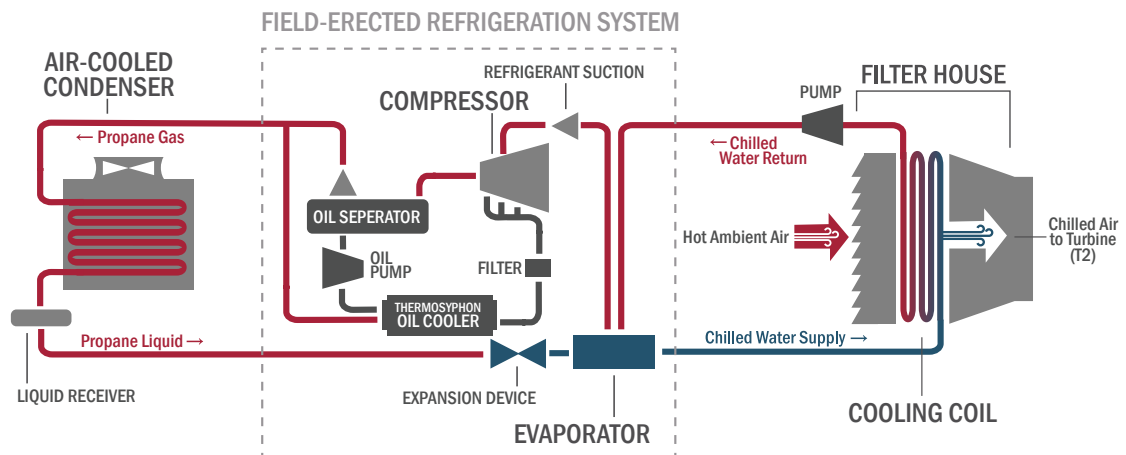 FIELD-ERECTED REFRIGERATION SYSTEM
AIR-COOLED
CONDENSER
← Propane Gas
REFRIGERANT SUCTION
COMPRESSOR
OIL SEPERATOR
OIL
PUMP
FILTER
THERMOSYPHON
OIL COOLER
Propane Liquid →
LIQUID RECEIVER
EXPANSION DEVICE
EVAPORATOR
PUMP
FILTER HOUSE
← Chilled
Water Return
Hot Ambient Air
Chilled Air
to Turbine
(T2)
Chilled Water Supply →
COOLING COIL